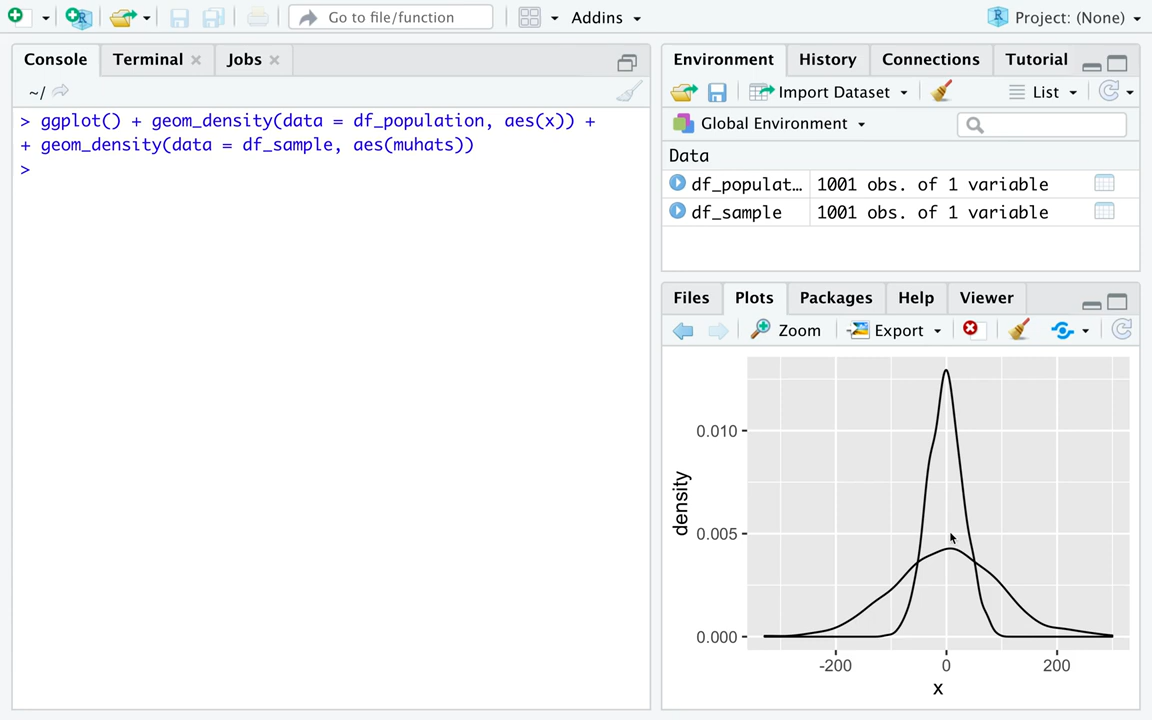 Go to file/function
Addins
Project: (None)
Console
Terminal
Jobs
~/
> ggplot() + geom_density(data = df_population, aes(x)) +
+ geom_density(data = df_sample, aes(muhats))
>
Environment
History
Connections
Tutorial
Import Dataset
List
Global Environment
Data
df_populat… 1001 obs. of 1 variable
df_sample 1001 obs. of 1 variable
Files
Plots
Packages
Help
Viewer
Zoom
Export
0.010
0.005
0.000
density
-200
0
200
x